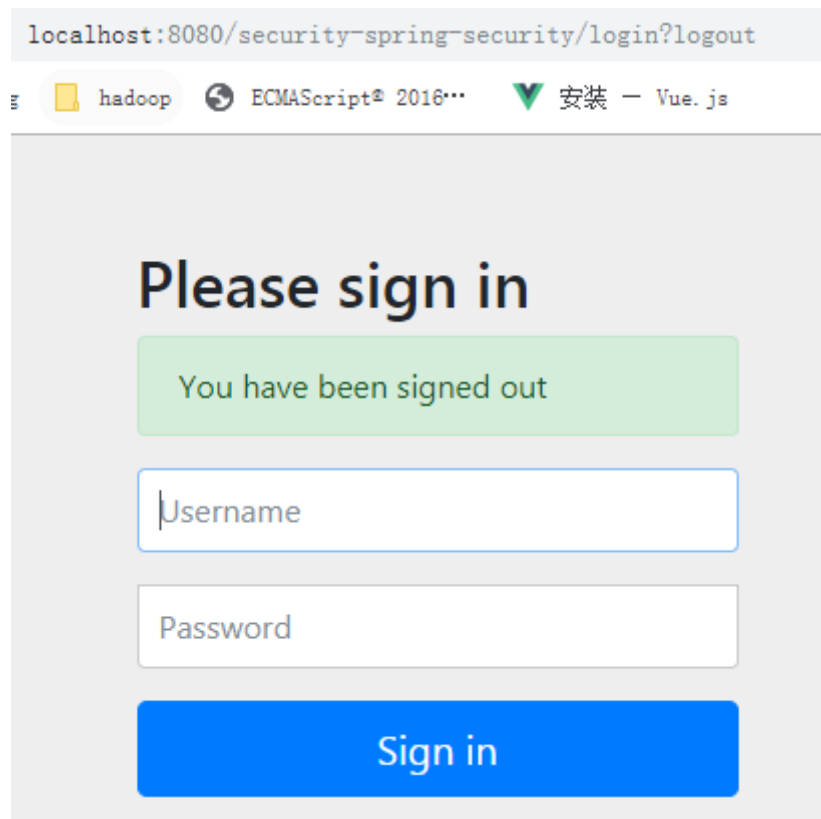 localhost:8080/security-spring-security/login?logout
g hadoop ECMAScript® 2016… 安装 — Vue.js
Please sign in
You have been signed out
Username
Password
Sign in